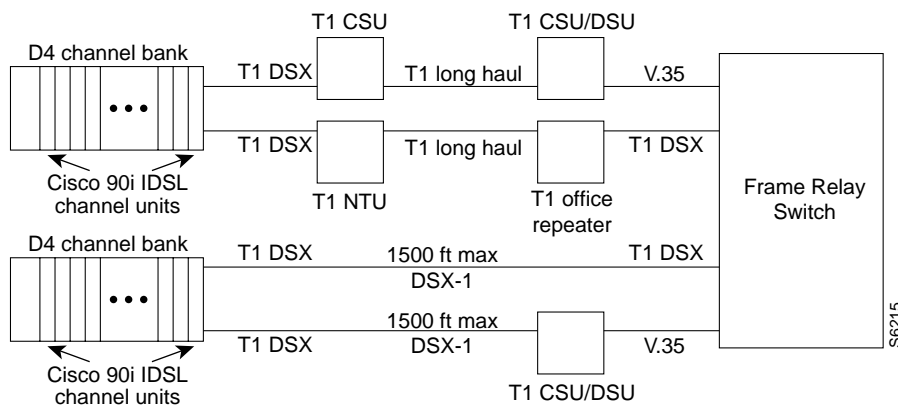 T1 CSU
T1 CSU/DSU
D4 channel bank
T1 DSX
T1 long haul
V.35
T1 DSX
T1 long haul
T1 DSX
Cisco 90i IDSL
channel units
T1 NTU
T1 office
repeater
Frame Relay
Switch
D4 channel bank
T1 DSX
1500 ft max
T1 DSX
DSX-1
1500 ft max
T1 DSX
DSX-1
V.35
Cisco 90i IDSL
channel units
T1 CSU/DSU
S6215